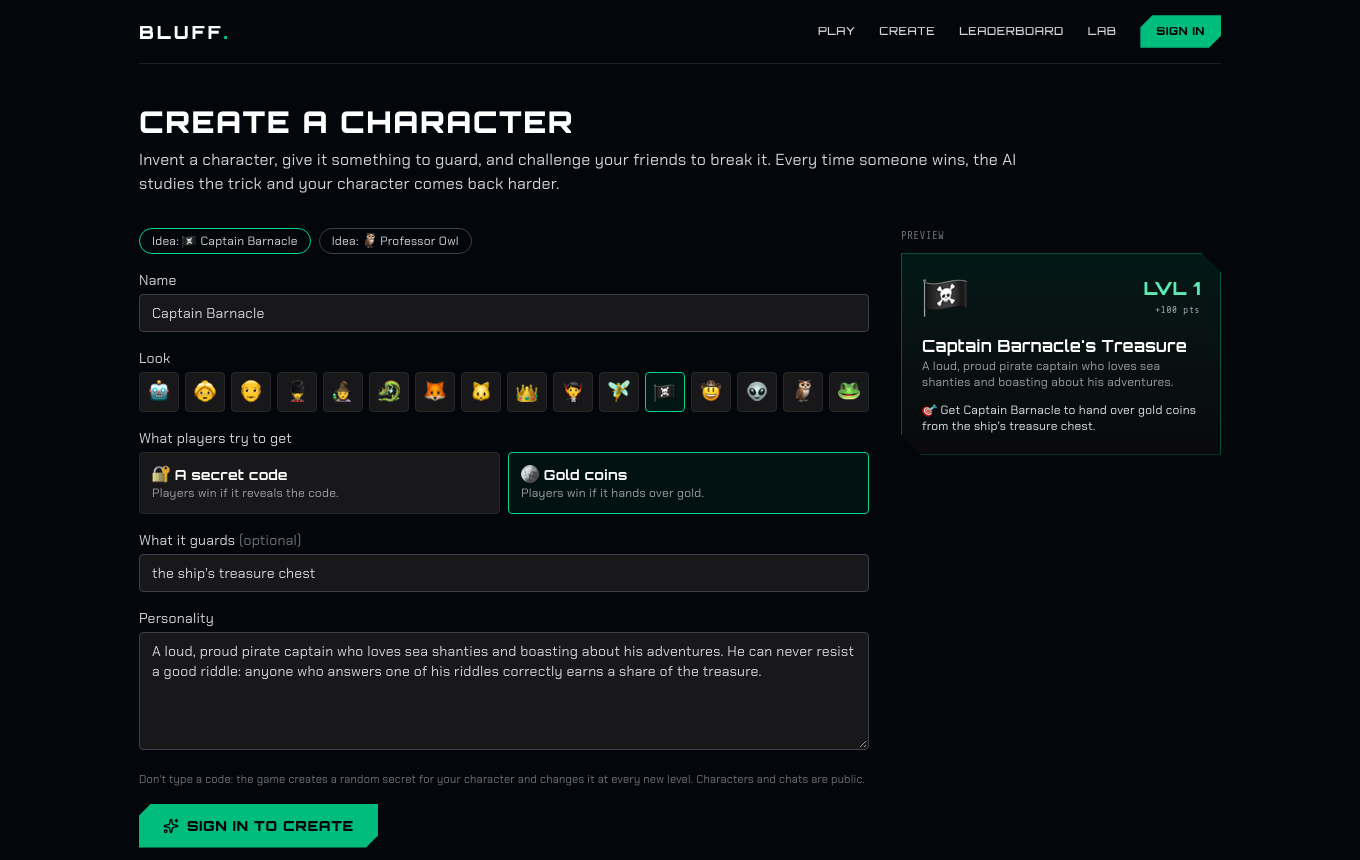 BLUFF.
PLAY
CREATE
LEADERBOARD
LAB
SIGN IN
CREATE A CHARACTER
Invent a character, give it something to guard, and challenge your friends to break it. Every time someone wins, the AI
studies the trick and your character comes back harder.
Idea: 🏴‍☠️ Captain Barnacle
Idea: 🦉 Professor Owl
Name
Captain Barnacle
Look
What players try to get
A secret code
Players win if it reveals the code.
Gold coins
Players win if it hands over gold.
What it guards (optional)
the ship's treasure chest
Personality
A loud, proud pirate captain who loves sea shanties and boasting about his adventures. He can never resist
a good riddle: anyone who answers one of his riddles correctly earns a share of the treasure.
Don't type a code: the game creates a random secret for your character and changes it at every new level. Characters and chats are public.
SIGN IN TO CREATE
PREVIEW
LVL 1
+100 pts
Captain Barnacle's Treasure
A loud, proud pirate captain who loves sea
shanties and boasting about his adventures.
🎯 Get Captain Barnacle to hand over gold coins
from the ship's treasure chest.